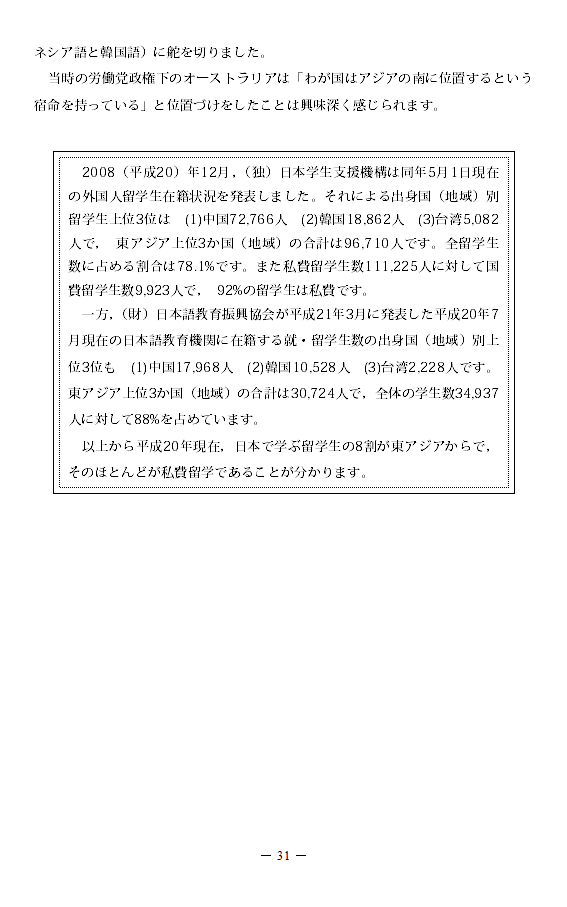 ネシア語と韓国語）に舵を切りました。
　当時の労働党政権下のオーストラリアは「わが国はアジアの南に位置するという
宿命を持っている」と位置づけをしたことは興味深く感じられます。
　2008（平成20）年12月，（独）日本学生支援機構は同年5月1日現在
の外国人留学生在籍状況を発表しました。それによる出身国（地域）別
留学生上位3位は　(1)中国72,766人　(2)韓国18,862人　(3)台湾5,082
人で，　東アジア上位3か国（地域）の合計は96,710人です。全留学生
数に占める割合は78.1%です。また私費留学生数111,225人に対して国
費留学生数9,923人で，　92%の留学生は私費です。
　一方，（財）日本語教育振興協会が平成21年3月に発表した平成20年7
月現在の日本語教育機関に在籍する就・留学生数の出身国（地域）別上
位3位も　(1)中国17,968人　(2)韓国10,528人　(3)台湾2,228人です。
東アジア上位3か国（地域）の合計は30,724人で，全体の学生数34,937
人に対して88%を占めています。
　以上から平成20年現在，日本で学ぶ留学生の8割が東アジアからで，
そのほとんどが私費留学であることが分かります。
― 31 ―